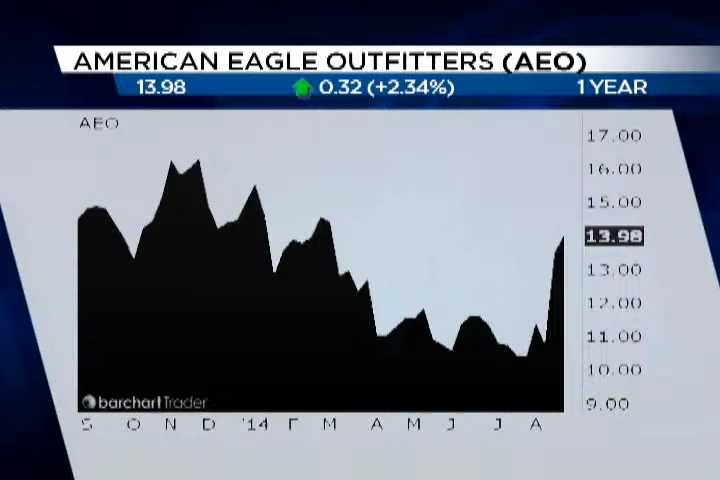 AMERICAN EAGLE OUTFITTERS (AEO)
13.98 0.32 (+2.34%) 1 YEAR
AEO
17.00
16.00
15.00
13.98
13.00
12.00
11.00
10.00
9.00
barchart Trader
S O N D '14 F M A M J J A